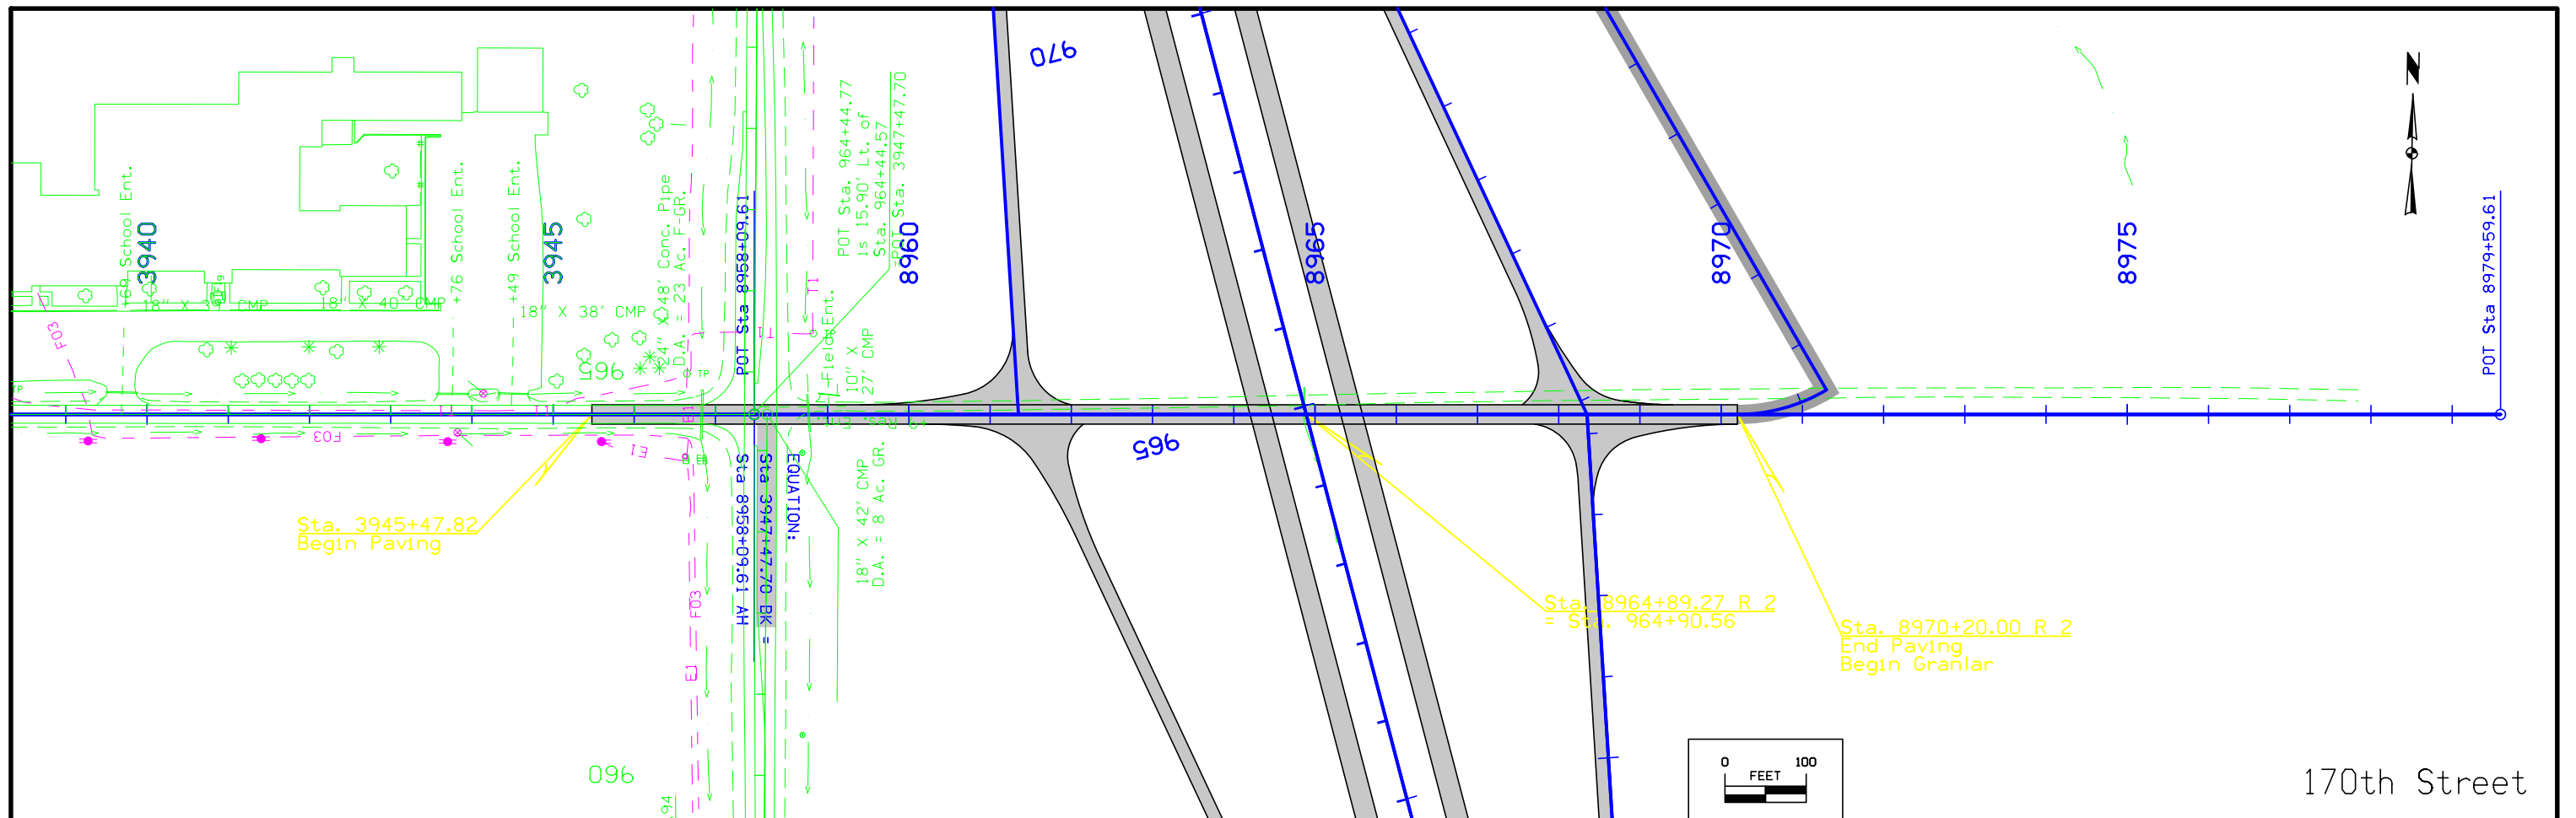 970
N
POT Sta. 964+44.77
is 15.90' Lt. of
Sta. 964+44.57
=POT Sta. 3947+47.70
+69 School Ent.
3940
+76 School Ent.
+49 School Ent.
3945
24" X 48' Conc. Pipe
D.A. = 23 Ac. F-GR.
POT Sta 8958+09.61
8960
8965
8970
8975
POT Sta 8979+59.61
18" X 39' CMP
18" X 40' CMP
18" X 38' CMP
T1
T1
Field Ent.
10" X
27' CMP
F03
965
TP
F03
E1
E1
965
EQUATION:
Sta 3947+47.70 BK =
Sta 8958+09.61 AH
18" X 42' CMP
D.A. = 8 Ac. GR.
Sta. 3945+47.82
Begin Paving
F03
E1
Sta. 8964+89.27 R 2
= Sta. 964+90.56
Sta. 8970+20.00 R 2
End Paving
Begin Granlar
960
94
0 100
FEET
170th Street